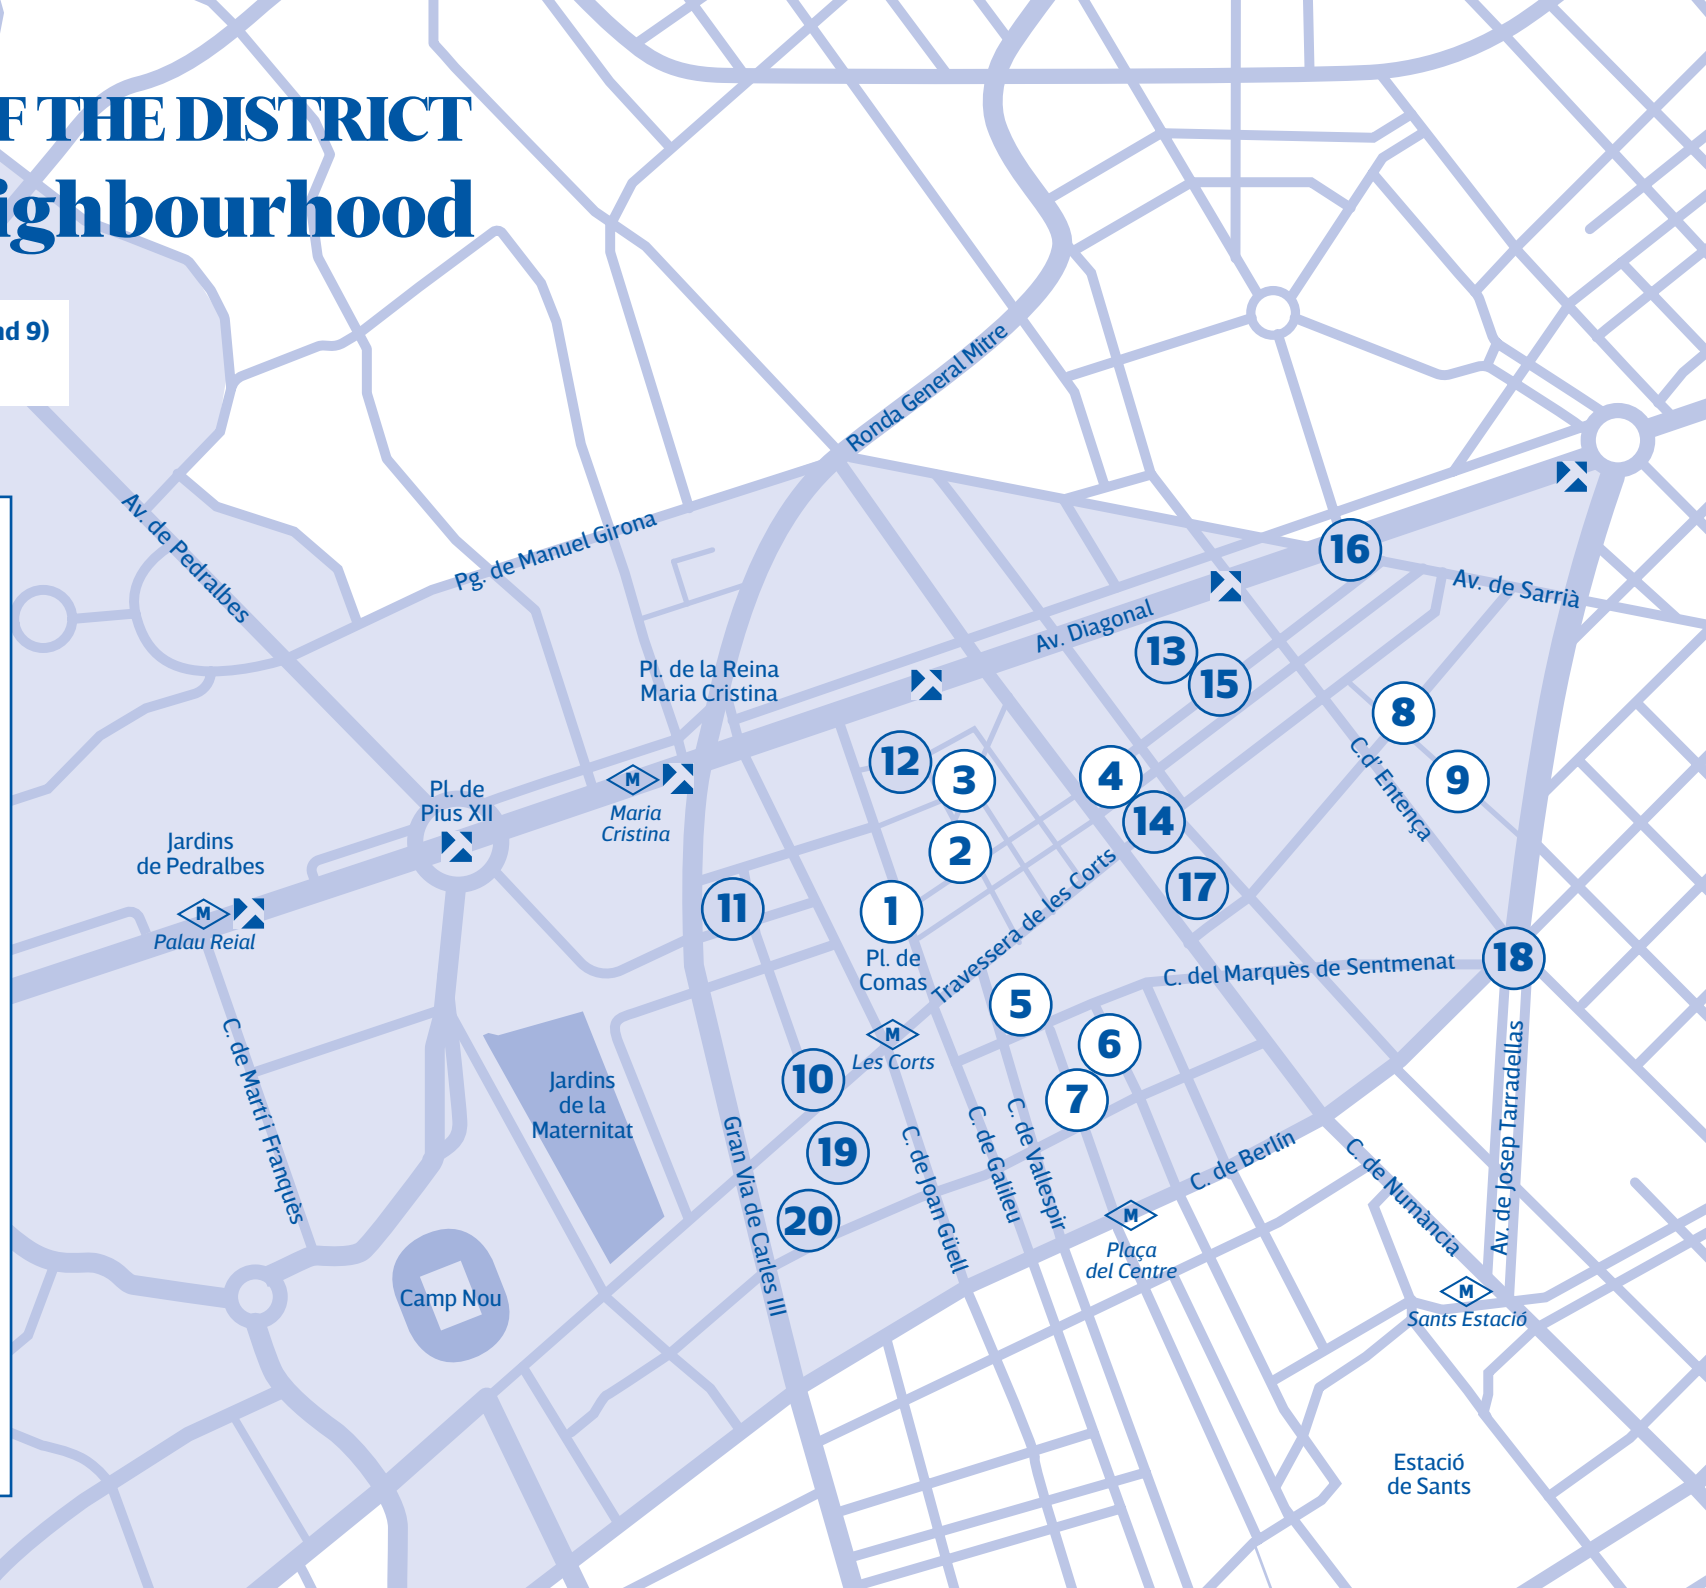 F THE DISTRICT
ighbourhood
nd 9)
Ronda General Mitre
Av. de Pedralbes
Pg. de Manuel Girona
16
Av. de Sarrià
Av. Diagonal
13
15
Pl. de la Reina
Maria Cristina
8
12
3
4
9
C.d' Entença
M
Maria
Cristina
Pl. de
Pius XII
14
2
Jardins
de Pedralbes
17
11
1
M
Palau Reial
Travessera de les Corts
Pl. de
Comas
18
C. del Marquès de Sentmenat
5
M
Les Corts
6
10
7
Jardins
de la
Maternitat
C. de Martí i Franquès
Gran Via de Carles III
19
C. de Joan Güell
C. de Galileu
C. de Vallespir
C. de Berlín
C. de Numància
Av. de Josep Tarradellas
20
M
Plaça
del Centre
Camp Nou
M
Sants Estació
Estació
de Sants